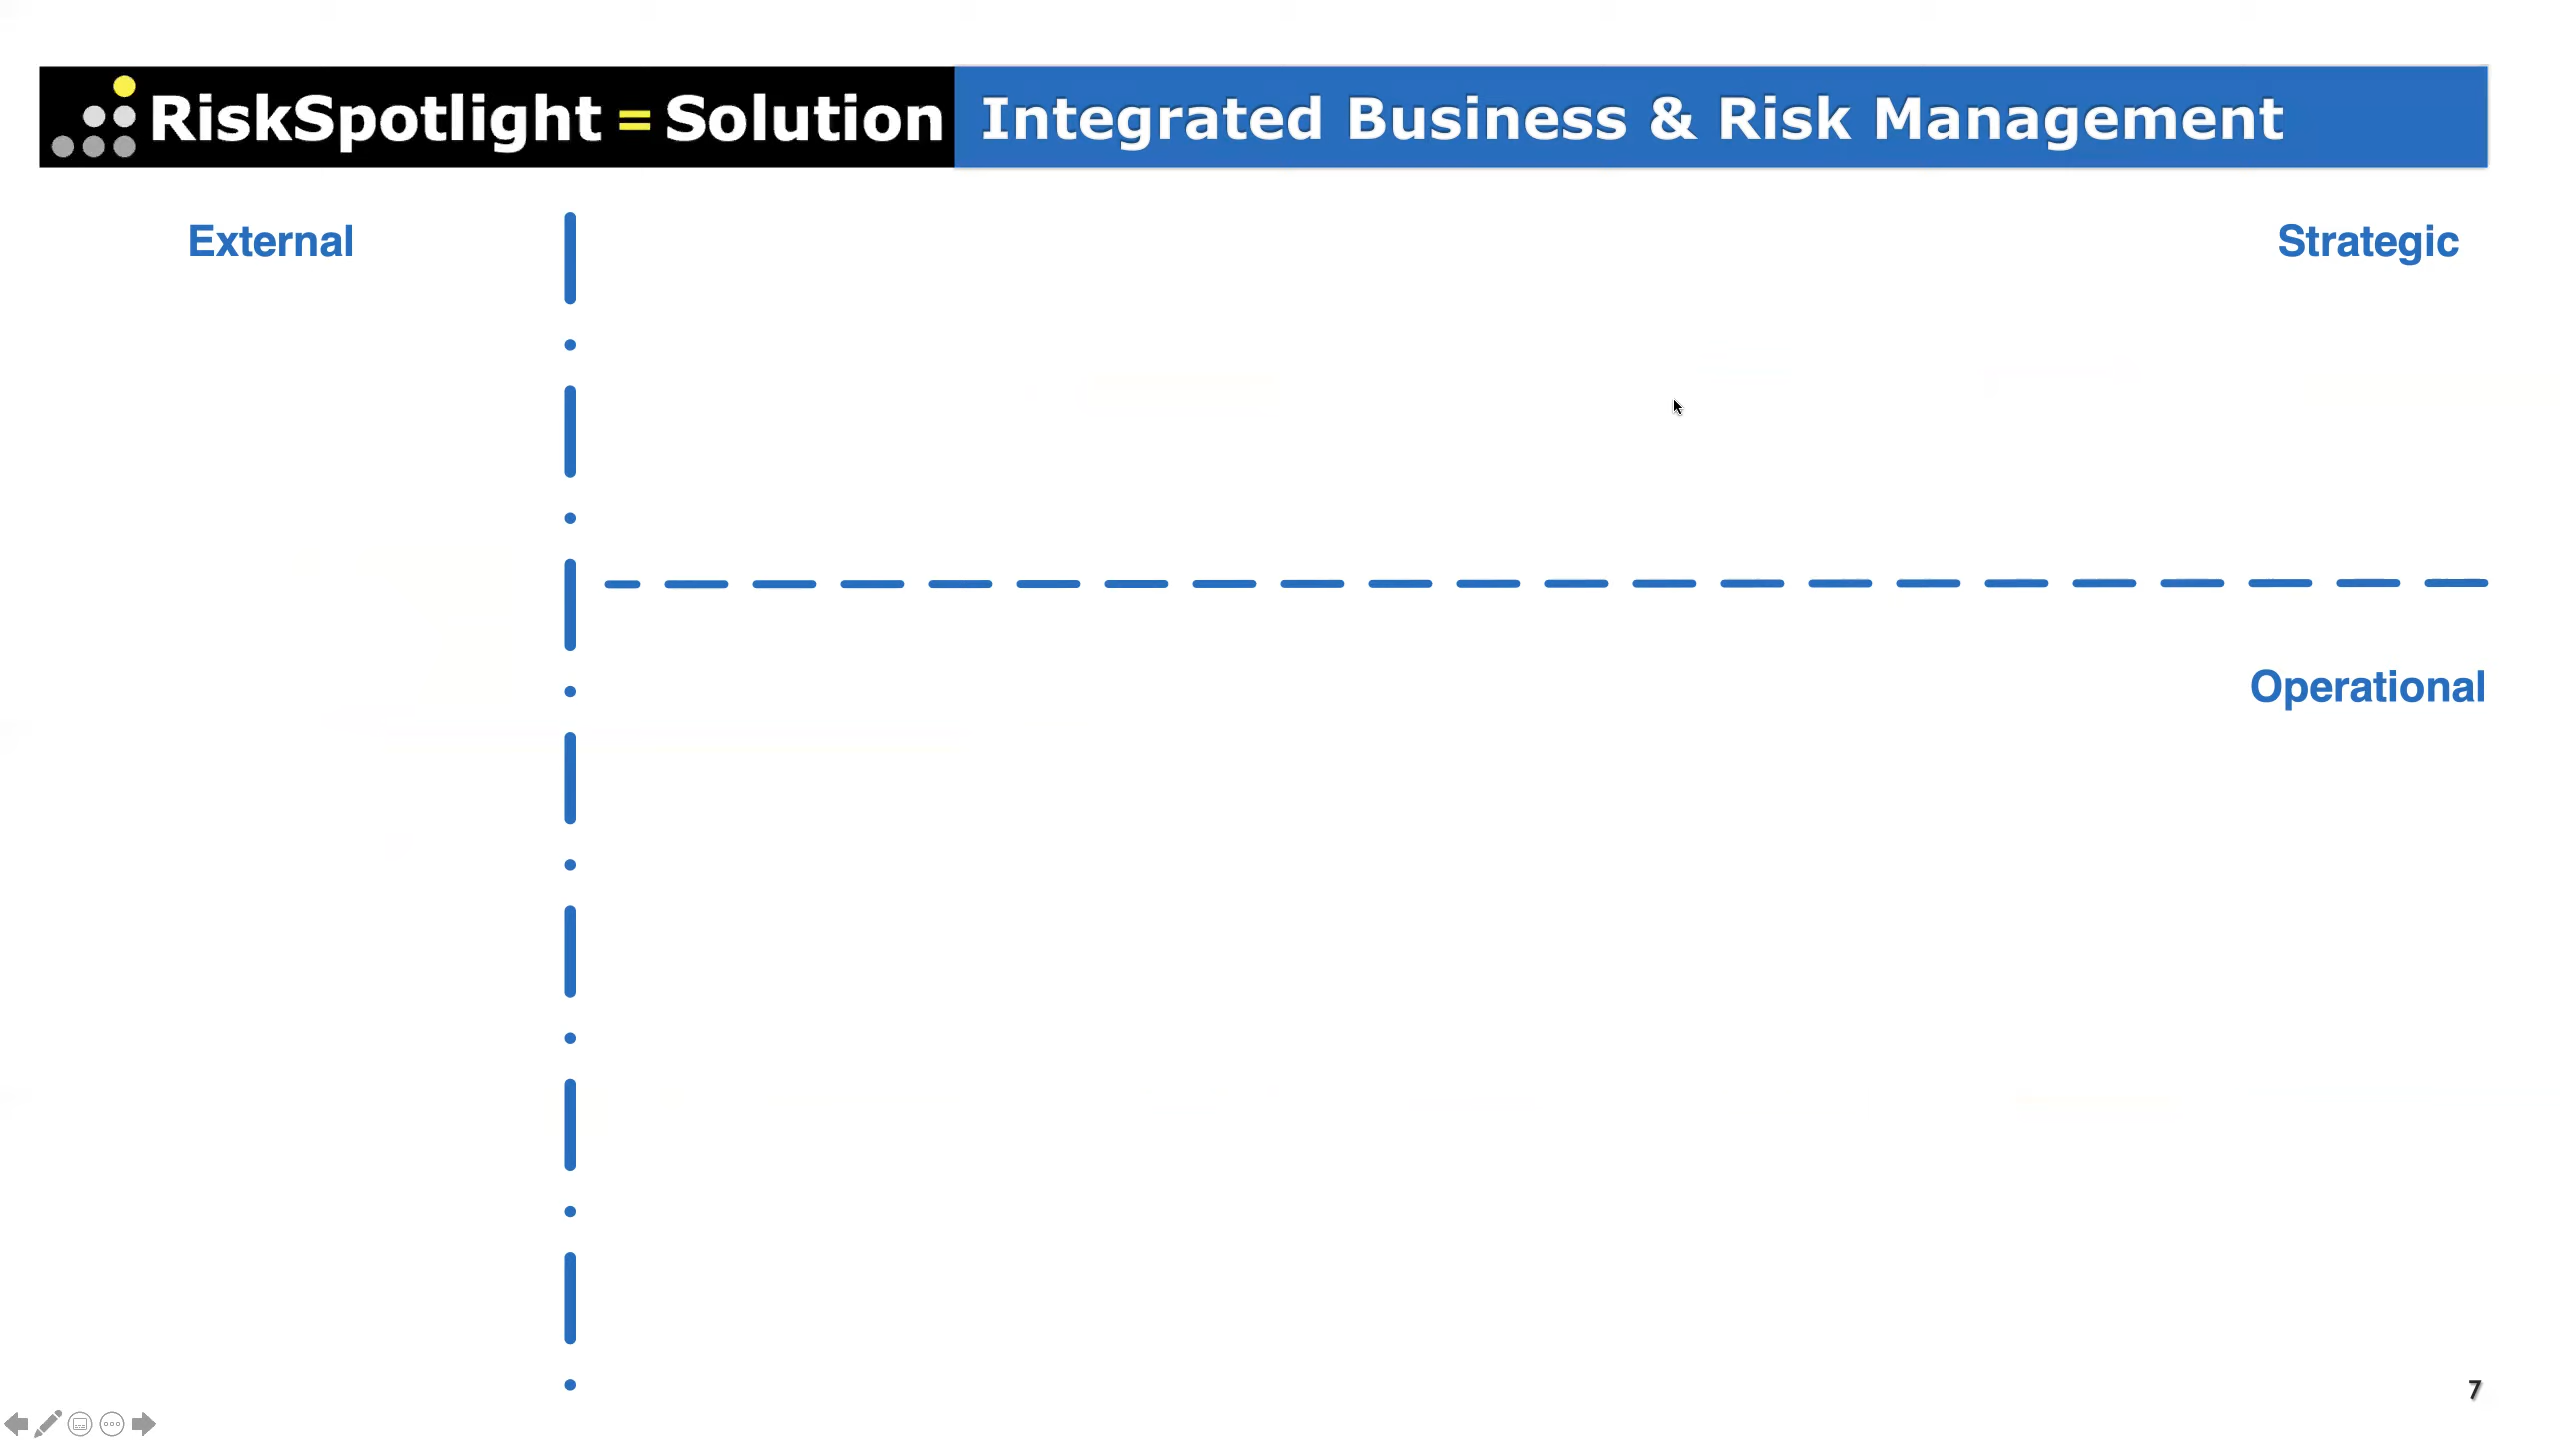 RiskSpotlight = Solution Integrated Business & Risk Management
External
Strategic
Operational
7